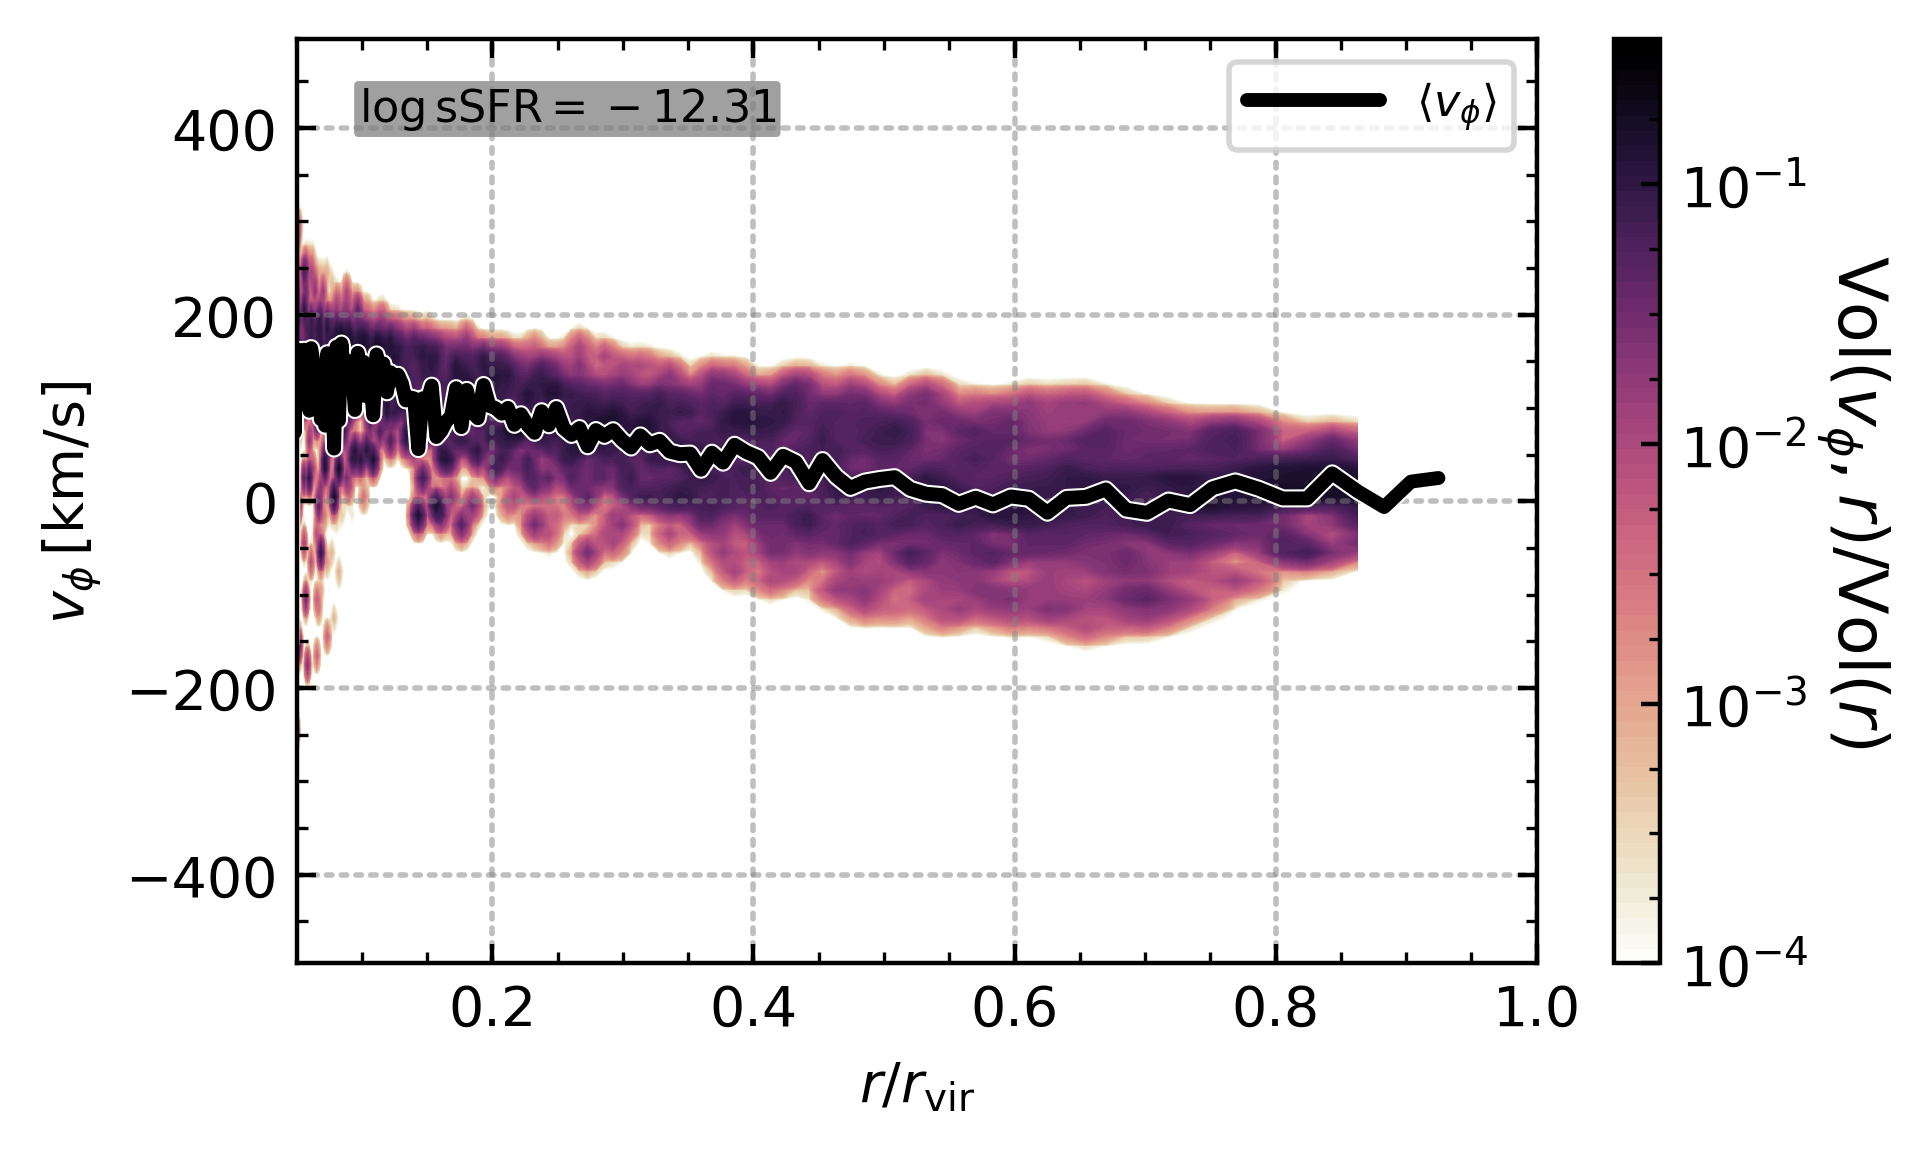 log sSFR = − 12.31
⟨v_ϕ⟩
400
200
0
−200
−400
v_ϕ [km/s]
0.2 0.4 0.6 0.8 1.0
r/r_vir
10⁻¹
10⁻²
10⁻³
10⁻⁴
Vol(v_ϕ, r)/Vol(r)